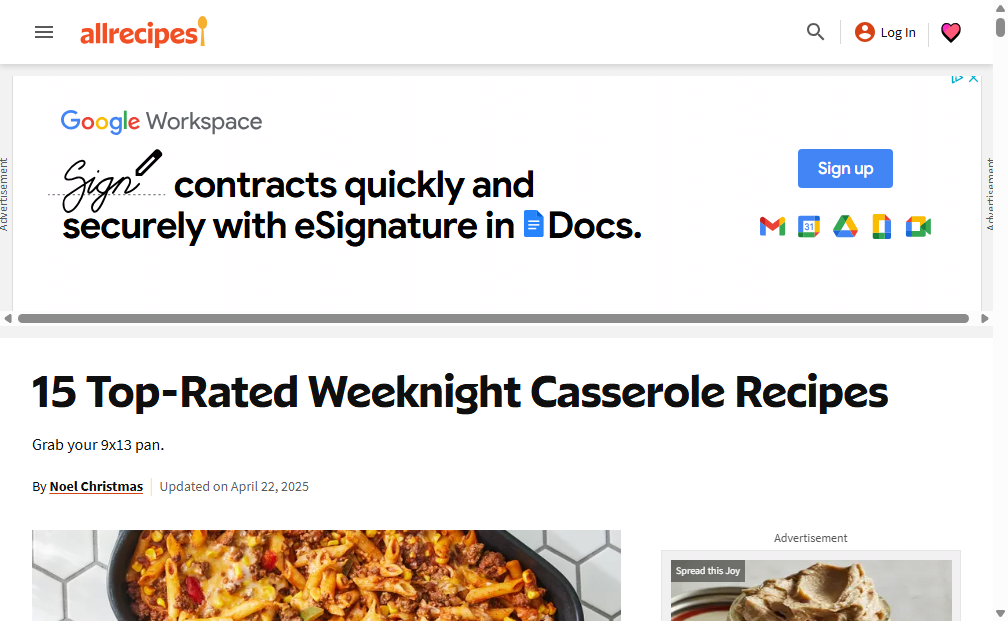 allrecipes
Log In
Advertisement
Google Workspace
Sign contracts quickly and
securely with eSignature in Docs.
Sign up
31
Advertisement
15 Top-Rated Weeknight Casserole Recipes
Grab your 9x13 pan.
By Noel Christmas
Updated on April 22, 2025
Advertisement
Spread this Joy